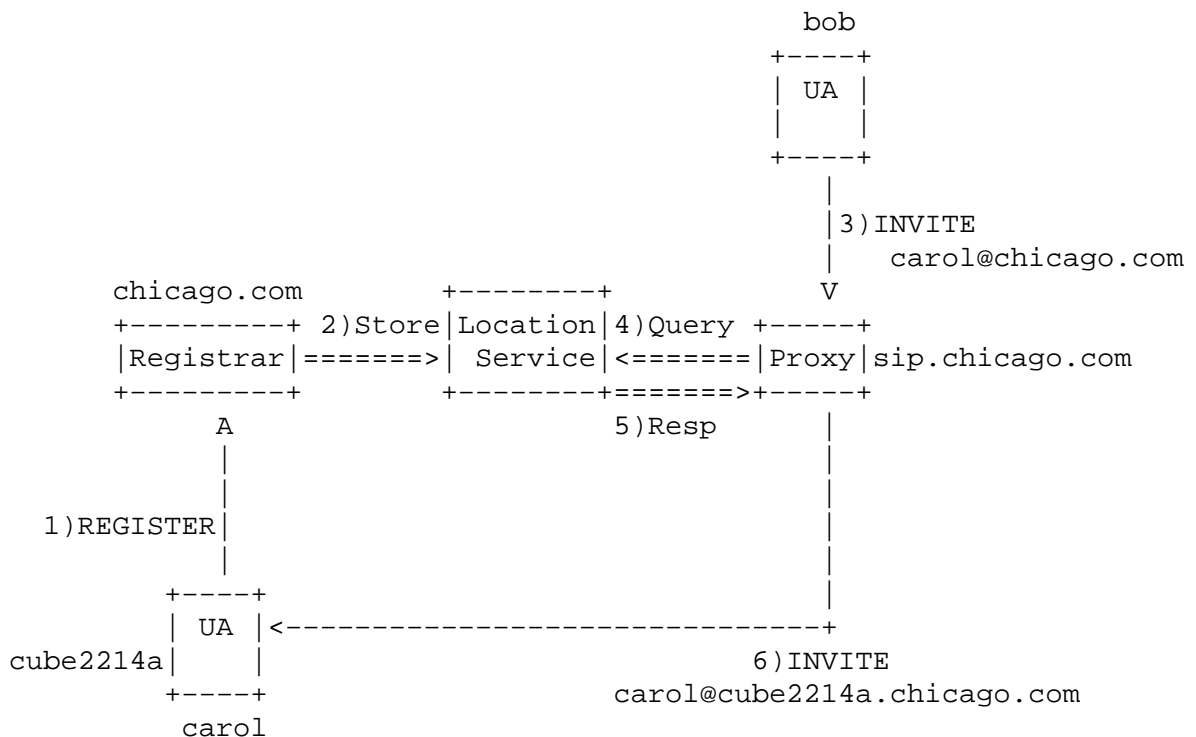 bob
UA
3)INVITE
carol@chicago.com
chicago.com
2)Store Location 4)Query
Registrar Service Proxy sip.chicago.com
5)Resp
1)REGISTER
UA
cube2214a
6)INVITE
carol@cube2214a.chicago.com
carol